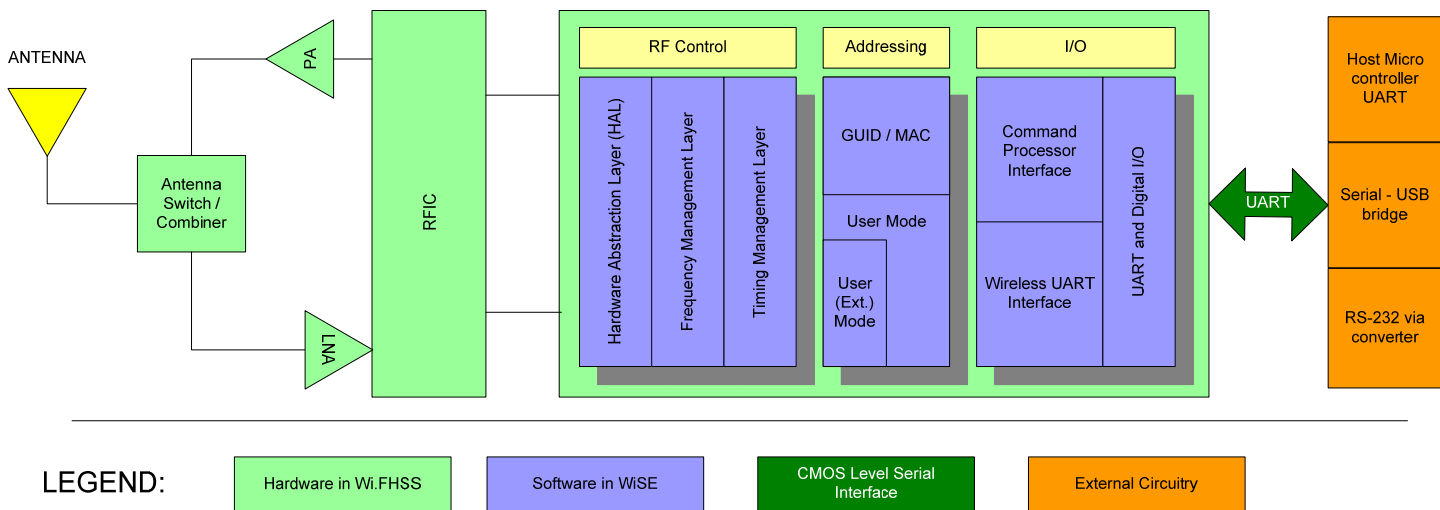 ANTENNA
PA
Antenna
Switch /
Combiner
LNA
RFIC
RF Control
Hardware Abstraction Layer (HAL)
Frequency Management Layer
Timing Management Layer
Addressing
GUID / MAC
User Mode
User
(Ext.)
Mode
I/O
Command
Processor
Interface
Wireless UART
Interface
UART and Digital I/O
UART
Host Micro
controller
UART
Serial - USB
bridge
RS-232 via
converter
LEGEND:
Hardware in Wi.FHSS
Software in WiSE
CMOS Level Serial
Interface
External Circuitry